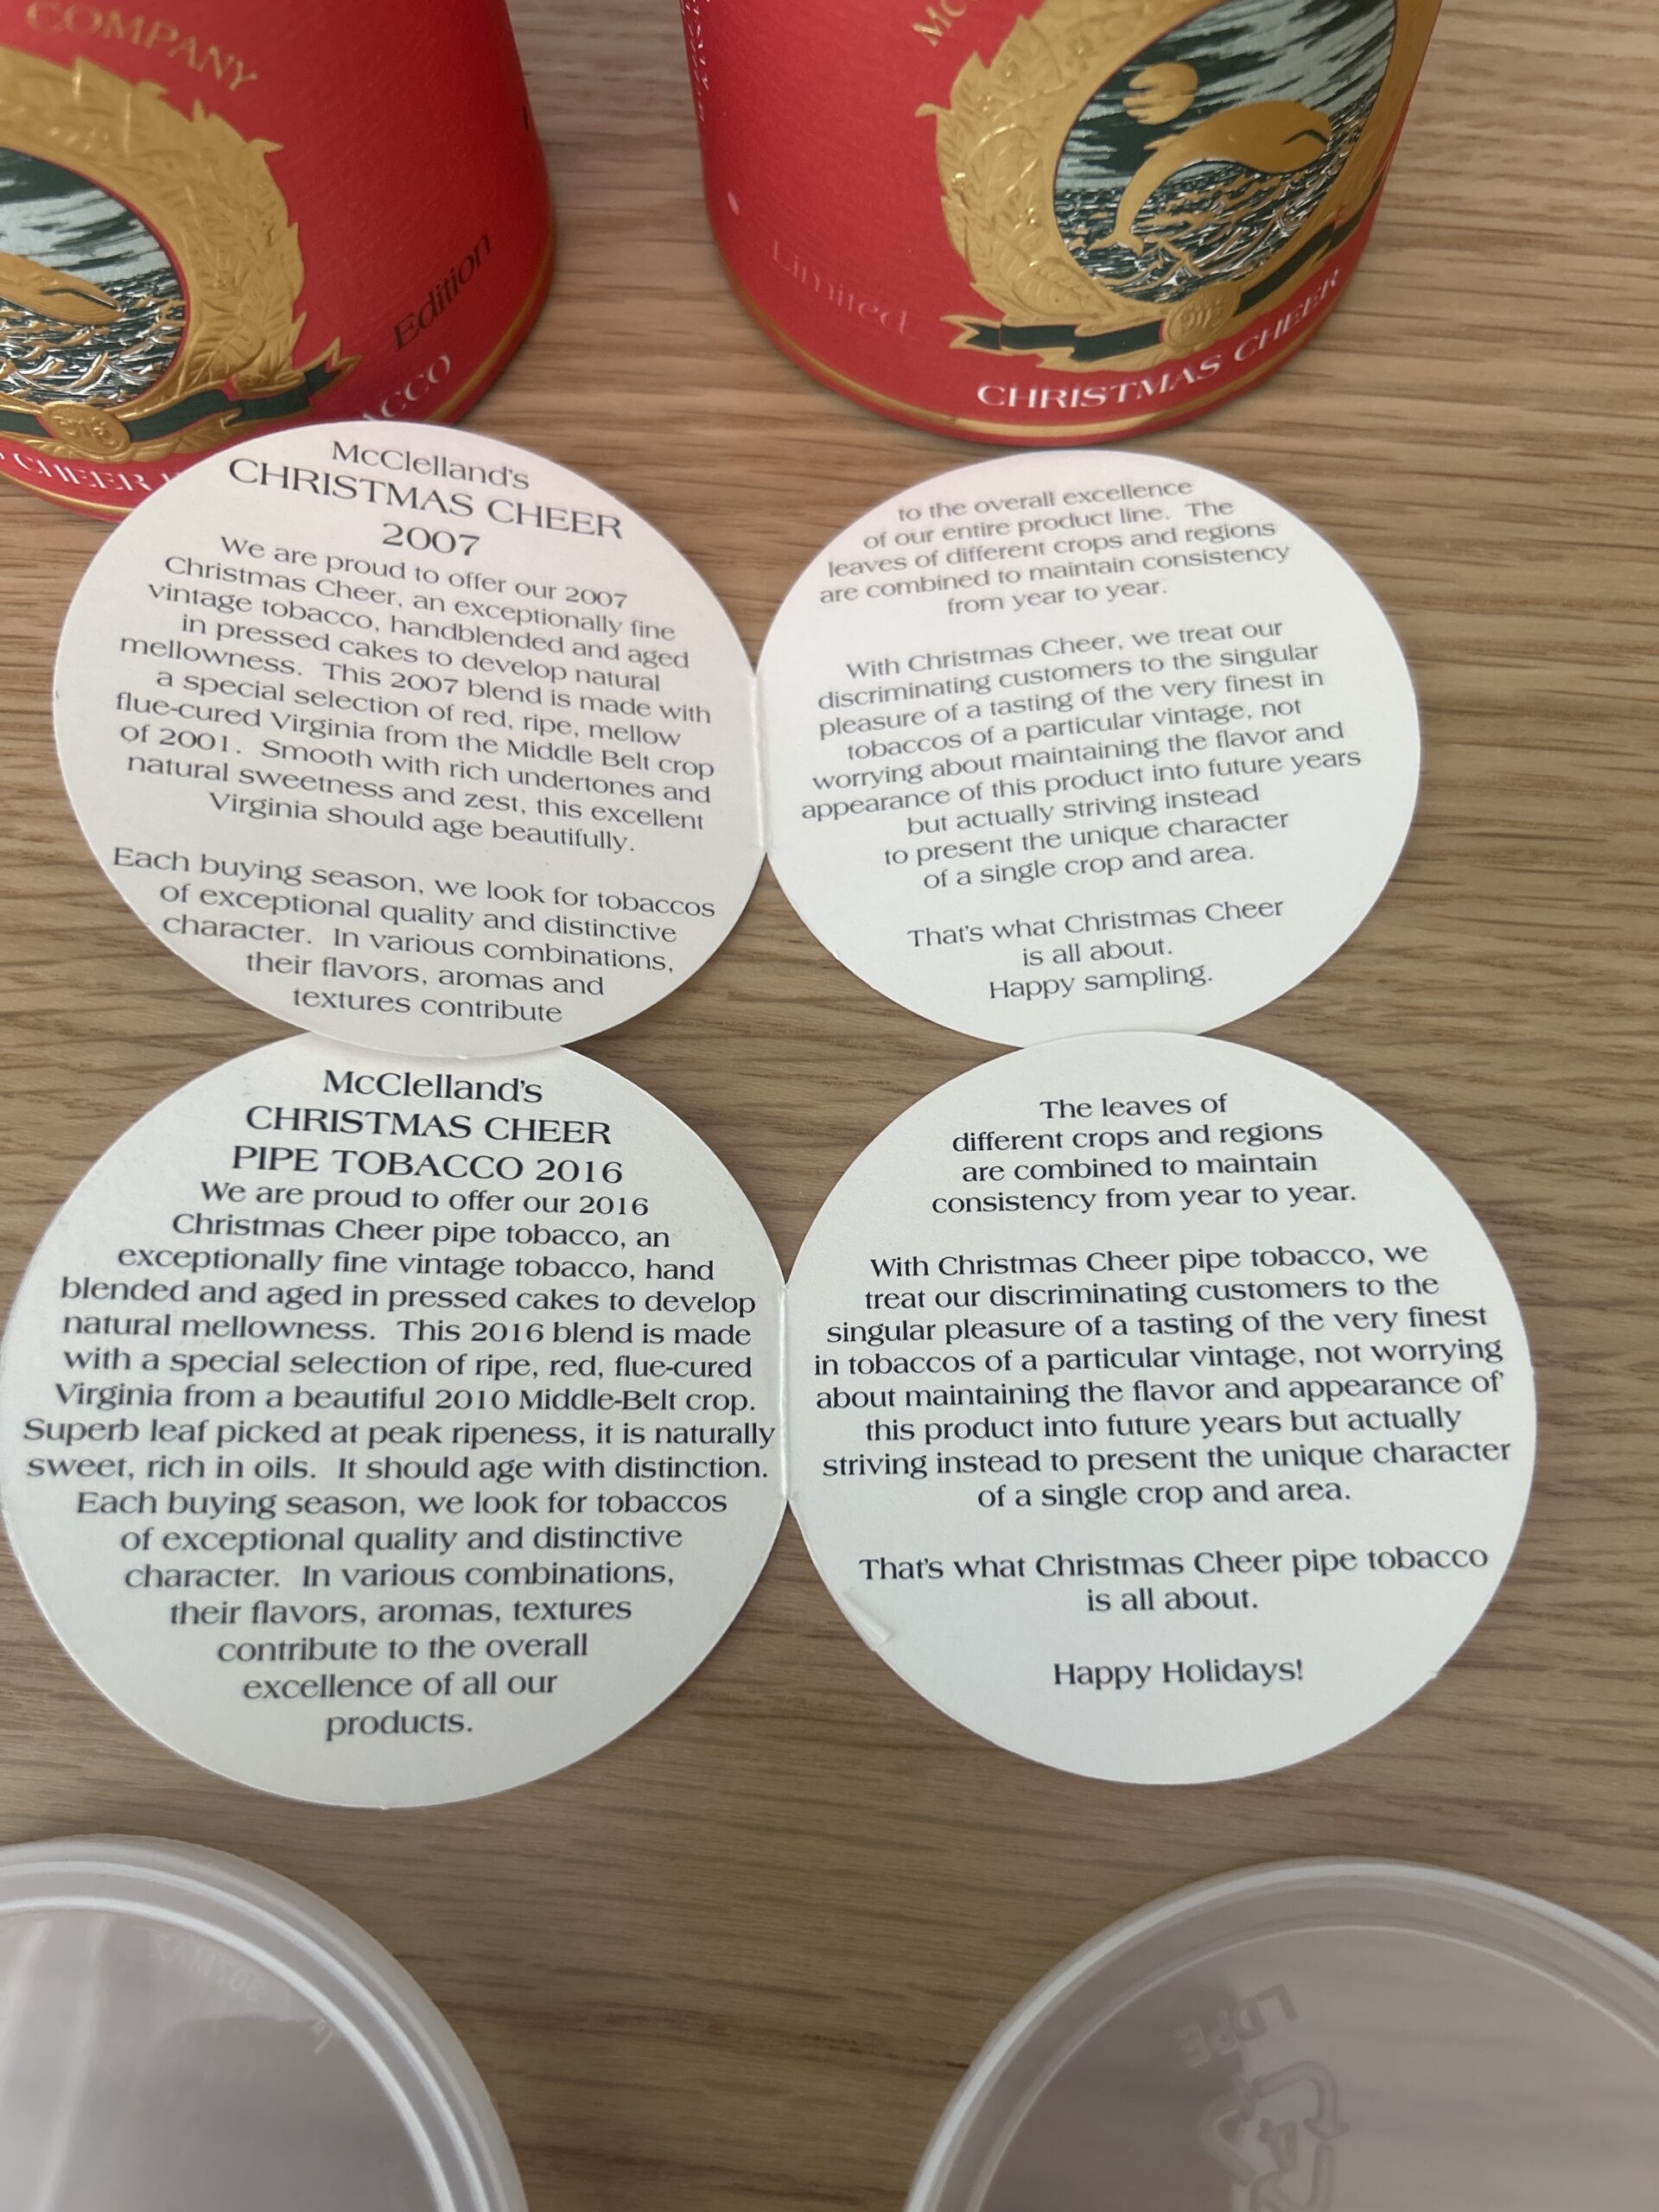 COMPANY
Edition
ACCO
CHEER
Limited
CHRISTMAS CHEER
McClelland's
CHRISTMAS CHEER
2007
We are proud to offer our 2007
Christmas Cheer, an exceptionally fine
vintage tobacco, handblended and aged
in pressed cakes to develop natural
mellowness. This 2007 blend is made with
a special selection of red, ripe, mellow
flue-cured Virginia from the Middle Belt crop
of 2001. Smooth with rich undertones and
natural sweetness and zest, this excellent
Virginia should age beautifully.
Each buying season, we look for tobaccos
of exceptional quality and distinctive
character. In various combinations,
their flavors, aromas and
textures contribute
to the overall excellence
of our entire product line. The
leaves of different crops and regions
are combined to maintain consistency
from year to year.
With Christmas Cheer, we treat our
discriminating customers to the singular
pleasure of a tasting of the very finest in
tobaccos of a particular vintage, not
worrying about maintaining the flavor and
appearance of this product into future years
but actually striving instead
to present the unique character
of a single crop and area.
That's what Christmas Cheer
is all about.
Happy sampling.
McClelland's
CHRISTMAS CHEER
PIPE TOBACCO 2016
We are proud to offer our 2016
Christmas Cheer pipe tobacco, an
exceptionally fine vintage tobacco, hand
blended and aged in pressed cakes to develop
natural mellowness. This 2016 blend is made
with a special selection of ripe, red, flue-cured
Virginia from a beautiful 2010 Middle-Belt crop.
Superb leaf picked at peak ripeness, it is naturally
sweet, rich in oils. It should age with distinction.
Each buying season, we look for tobaccos
of exceptional quality and distinctive
character. In various combinations,
their flavors, aromas, textures
contribute to the overall
excellence of all our
products.
The leaves of
different crops and regions
are combined to maintain
consistency from year to year.
With Christmas Cheer pipe tobacco, we
treat our discriminating customers to the
singular pleasure of a tasting of the very finest
in tobaccos of a particular vintage, not worrying
about maintaining the flavor and appearance of
this product into future years but actually
striving instead to present the unique character
of a single crop and area.
That's what Christmas Cheer pipe tobacco
is all about.
Happy Holidays!
LDPE
4